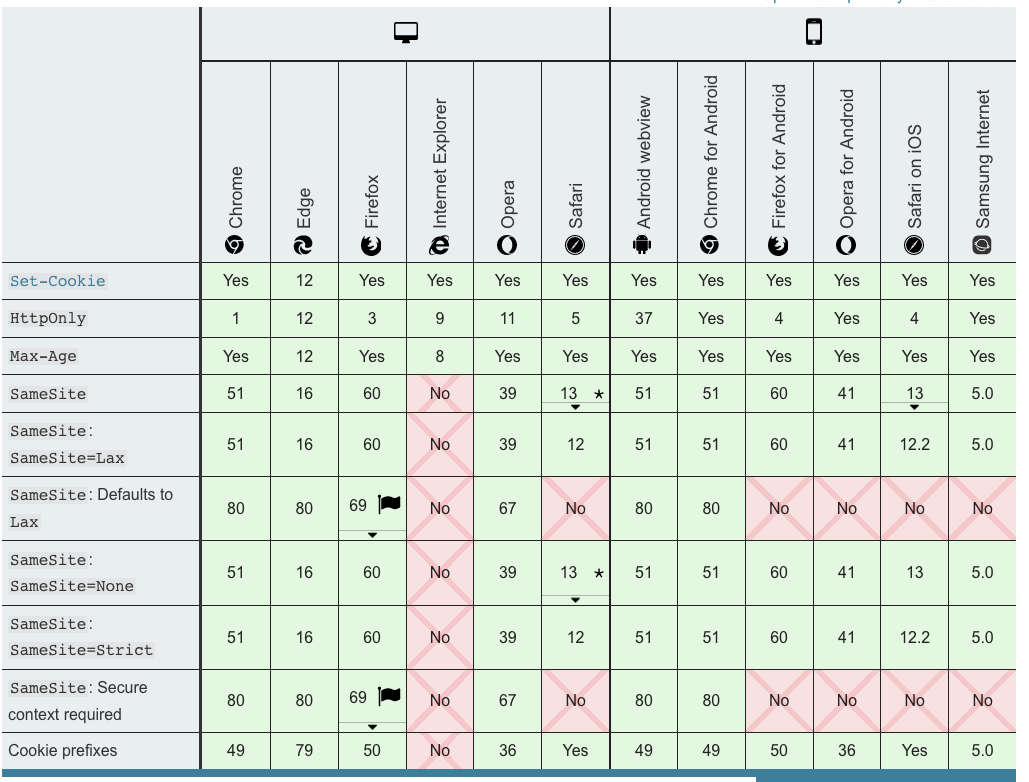 Chrome
Edge
Firefox
Internet Explorer
Opera
Safari
Android webview
Chrome for Android
Firefox for Android
Opera for Android
Safari on iOS
Samsung Internet
Set-Cookie Yes 12 Yes Yes Yes Yes Yes Yes Yes Yes Yes Yes
HttpOnly 1 12 3 9 11 5 37 Yes 4 Yes 4 Yes
Max-Age Yes 12 Yes 8 Yes Yes Yes Yes Yes Yes Yes Yes
SameSite 51 16 60 No 39 13 * 51 51 60 41 13 5.0
SameSite:
SameSite=Lax 51 16 60 No 39 12 51 51 60 41 12.2 5.0
SameSite: Defaults to
Lax 80 80 69 No 67 No 80 80 No No No No
SameSite:
SameSite=None 51 16 60 No 39 13 * 51 51 60 41 13 5.0
SameSite:
SameSite=Strict 51 16 60 No 39 12 51 51 60 41 12.2 5.0
SameSite: Secure
context required 80 80 69 No 67 No 80 80 No No No No
Cookie prefixes 49 79 50 No 36 Yes 49 49 50 36 Yes 5.0